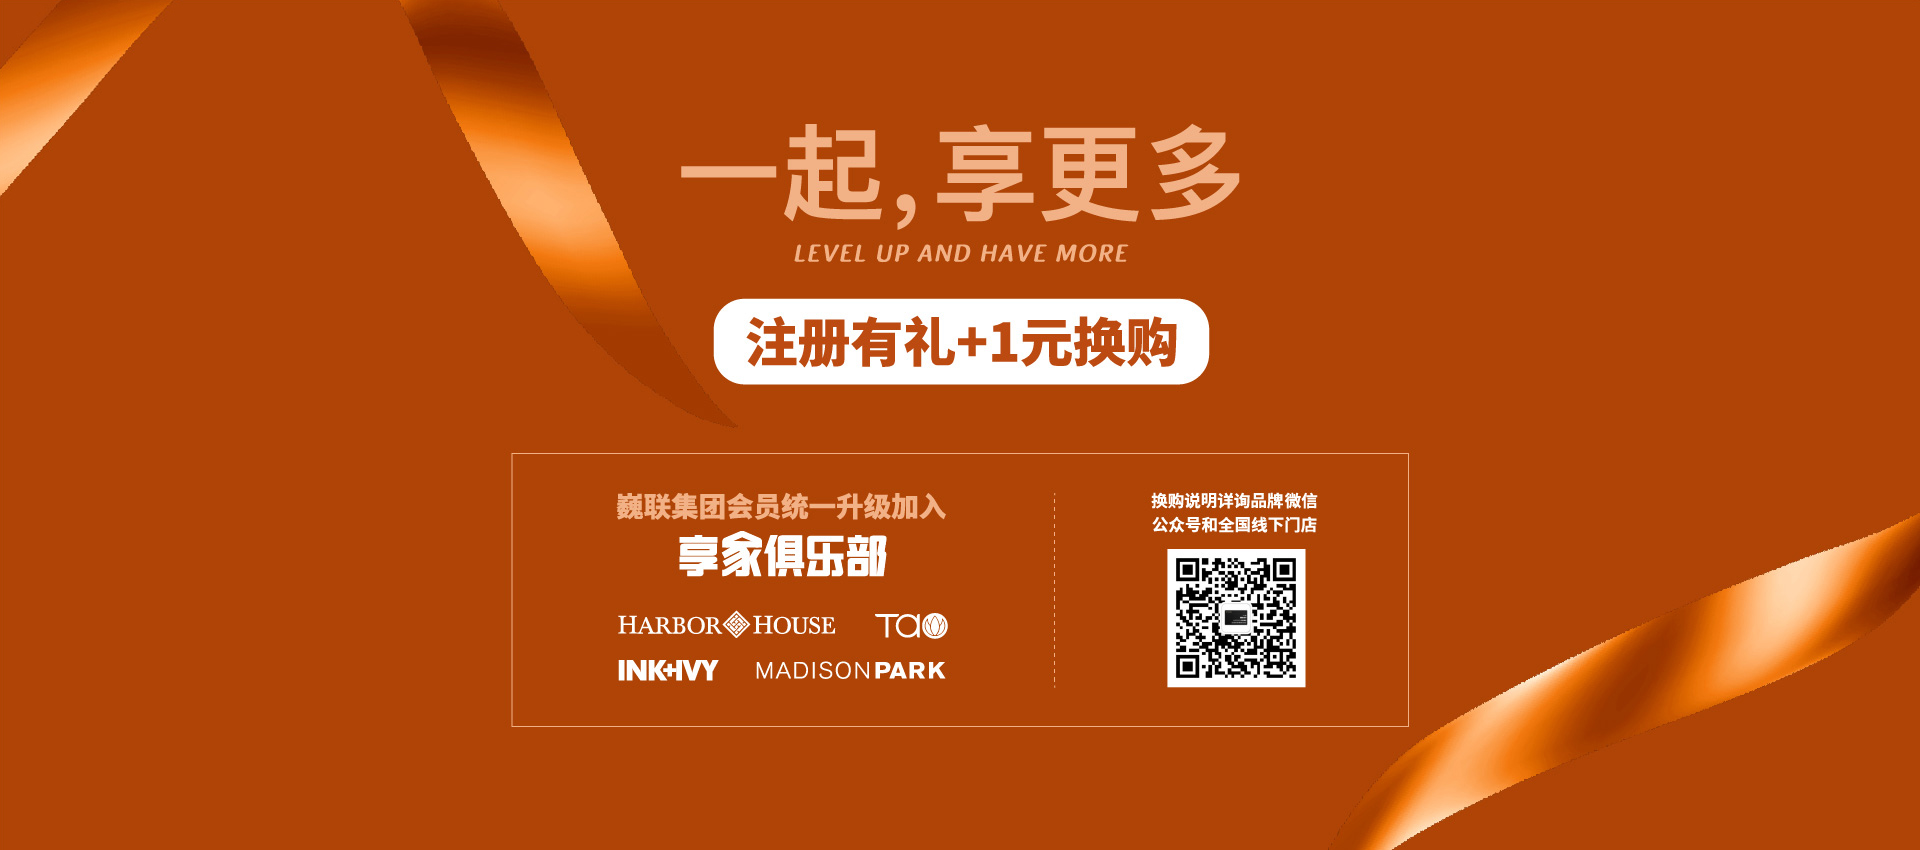 一起,享更多
LEVEL UP AND HAVE MORE
注册有礼+1元换购
巍联集团会员统一升级加入
享家俱乐部
HARBOR HOUSE
TaO
INK+IVY
MADISON PARK
换购说明详询品牌微信
公众号和全国线下门店